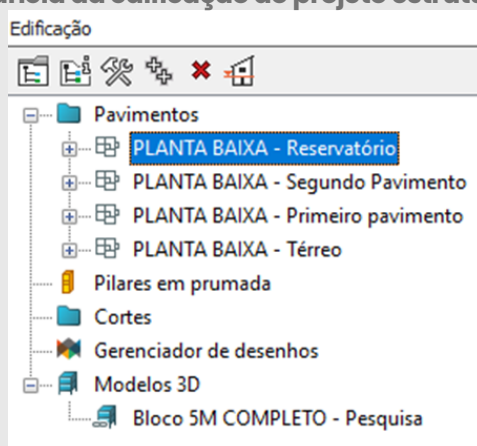 Edificação
Pavimentos
PLANTA BAIXA - Reservatório
PLANTA BAIXA - Segundo Pavimento
PLANTA BAIXA - Primeiro pavimento
PLANTA BAIXA - Térreo
Pilares em prumada
Cortes
Gerenciador de desenhos
Modelos 3D
Bloco 5M COMPLETO - Pesquisa